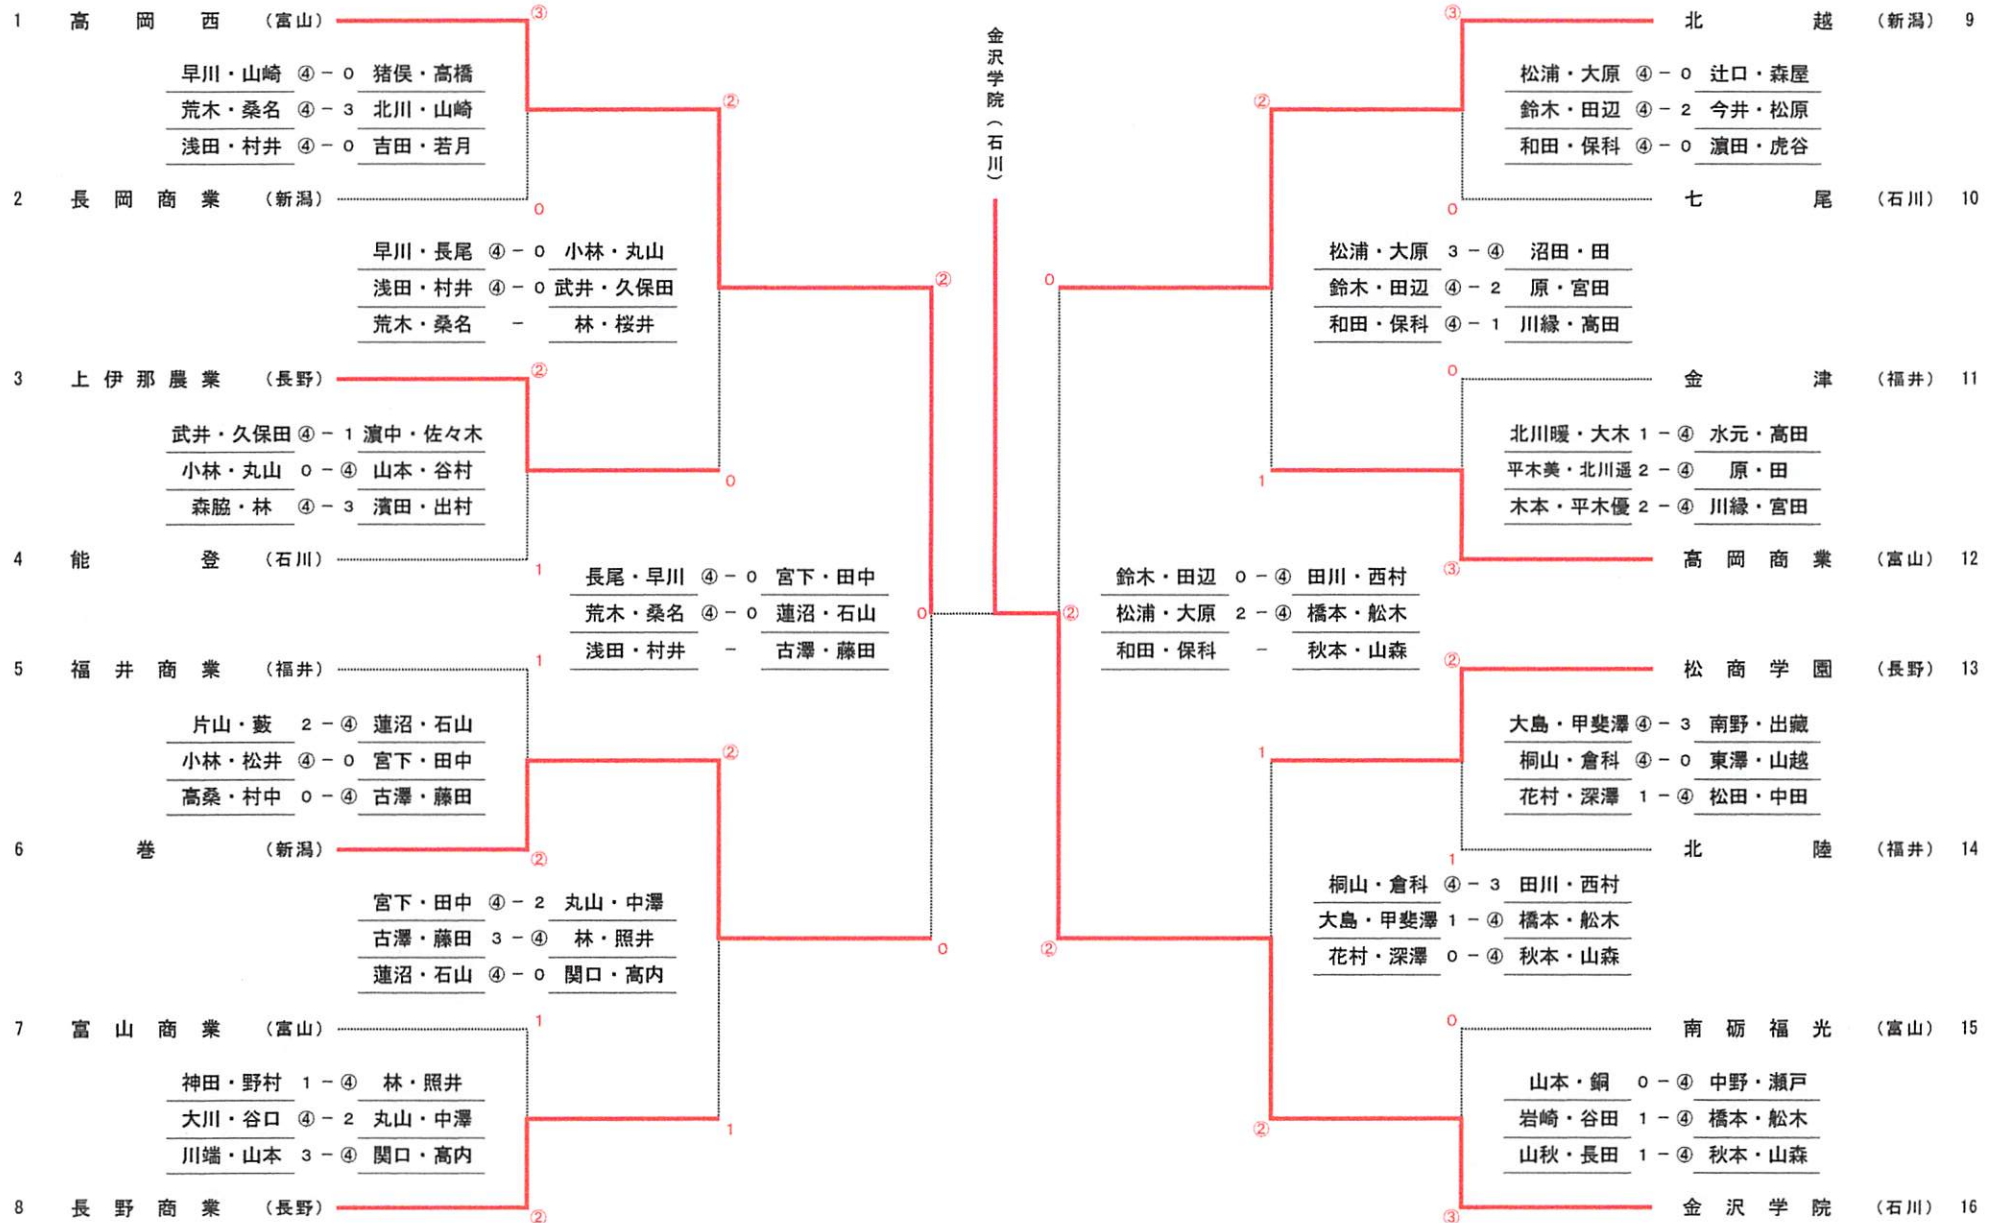 1 高岡西 (富山) ③
早川・山崎 ④－0 猪俣・高橋
荒木・桑名 ④－3 北川・山崎
浅田・村井 ④－0 吉田・若月
2 長岡商業 (新潟) 0
②
早川・長尾 ④－0 小林・丸山
浅田・村井 ④－0 武井・久保田
荒木・桑名 － 林・桜井
3 上伊那農業 (長野) ②
武井・久保田 ④－1 濵中・佐々木
小林・丸山 0－④ 山本・谷村
森脇・林 ④－3 濱田・出村
4 能登 (石川) 1
0
②
長尾・早川 ④－0 宮下・田中
荒木・桑名 ④－0 蓮沼・石山
浅田・村井 － 古澤・藤田
0
5 福井商業 (福井) 1
片山・藪 2－④ 蓮沼・石山
小林・松井 ④－0 宮下・田中
高桑・村中 0－④ 古澤・藤田
6 巻 (新潟) ②
②
宮下・田中 ④－2 丸山・中澤
古澤・藤田 3－④ 林・照井
蓮沼・石山 ④－0 関口・高内
0
7 富山商業 (富山) 1
神田・野村 1－④ 林・照井
大川・谷口 ④－2 丸山・中澤
川端・山本 3－④ 関口・高内
8 長野商業 (長野) ②
1
金沢学院(石川)
③ 北越 (新潟) 9
松浦・大原 ④－0 辻口・森屋
鈴木・田辺 ④－2 今井・松原
和田・保科 ④－0 濵田・虎谷
0 七尾 (石川) 10
②
松浦・大原 3－④ 沼田・田
鈴木・田辺 ④－2 原・宮田
和田・保科 ④－1 川縁・高田
0
0 金津 (福井) 11
北川暖・大木 1－④ 水元・高田
平木美・北川遥 2－④ 原・田
木本・平木優 2－④ 川縁・宮田
③ 高岡商業 (富山) 12
1
鈴木・田辺 0－④ 田川・西村
松浦・大原 2－④ 橋本・舩木
和田・保科 － 秋本・山森
②
② 松商学園 (長野) 13
大島・甲斐澤 ④－3 南野・出藏
桐山・倉科 ④－0 東澤・山越
花村・深澤 1－④ 松田・中田
1 北陸 (福井) 14
1
桐山・倉科 ④－3 田川・西村
大島・甲斐澤 1－④ 橋本・舩木
花村・深澤 0－④ 秋本・山森
②
0 南砺福光 (富山) 15
山本・銅 0－④ 中野・瀬戸
岩崎・谷田 1－④ 橋本・舩木
山秋・長田 1－④ 秋本・山森
③ 金沢学院 (石川) 16
②